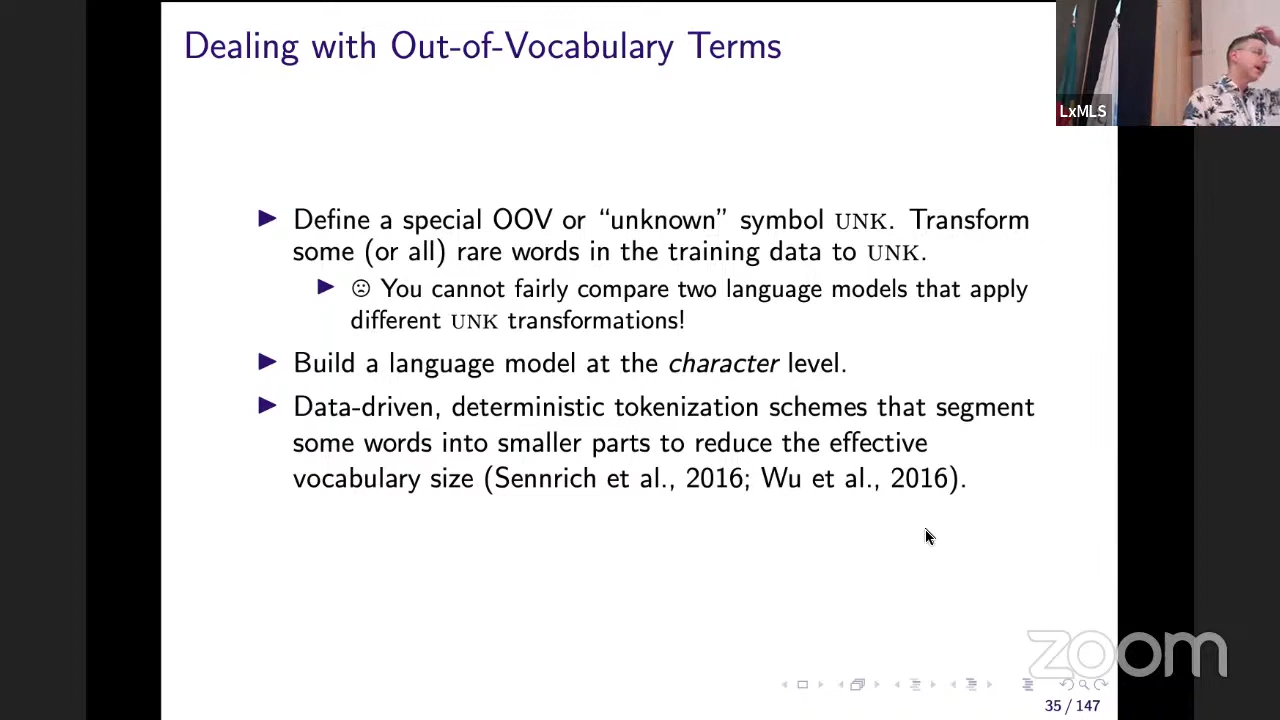 Dealing with Out-of-Vocabulary Terms
LxMLS
▶ Define a special OOV or “unknown” symbol UNK. Transform
some (or all) rare words in the training data to UNK.
▶ ☹ You cannot fairly compare two language models that apply
different UNK transformations!
▶ Build a language model at the character level.
▶ Data-driven, deterministic tokenization schemes that segment
some words into smaller parts to reduce the effective
vocabulary size (Sennrich et al., 2016; Wu et al., 2016).
zoom
35 / 147